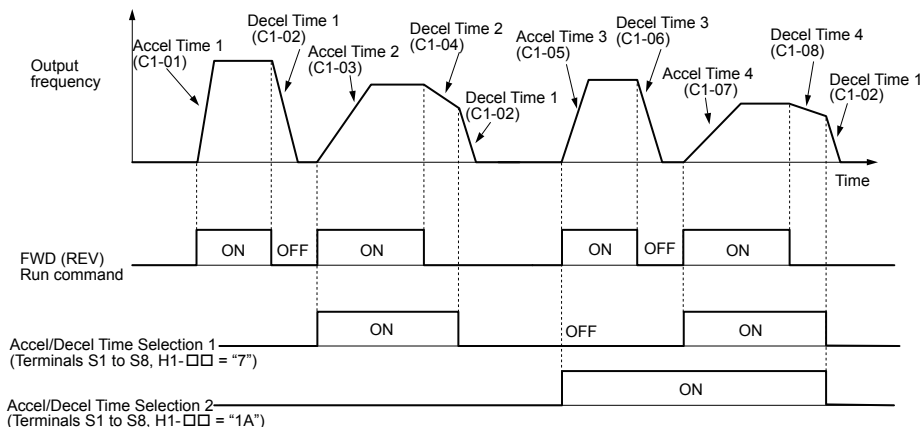 Accel Time 1
(C1-01)
Decel Time 1
(C1-02)
Accel Time 2
(C1-03)
Decel Time 2
(C1-04)
Decel Time 1
(C1-02)
Accel Time 3
(C1-05)
Decel Time 3
(C1-06)
Accel Time 4
(C1-07)
Decel Time 4
(C1-08)
Decel Time 1
(C1-02)
Output
frequency
Time
FWD (REV)
Run command
ON
OFF
ON
ON
OFF
ON
Accel/Decel Time Selection 1
(Terminals S1 to S8, H1-□□ = “7”)
ON
OFF
ON
Accel/Decel Time Selection 2
(Terminals S1 to S8, H1-□□ = “1A”)
ON